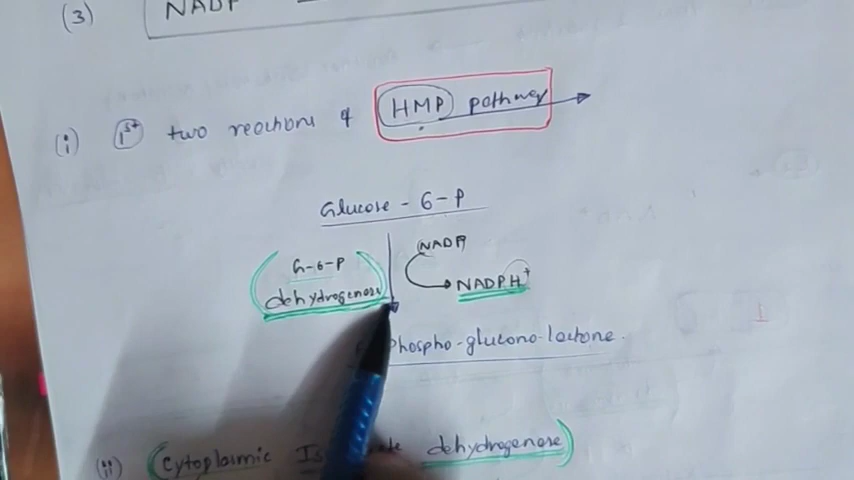 (3) NADP
(i) 1st two reactions of HMP pathway
Glucose - 6 - P
G-6-P NADP
dehydrogenase NADPH+
Phospho-glucono-lactone.
(ii) (Cytoplasmic dehydrogenase)